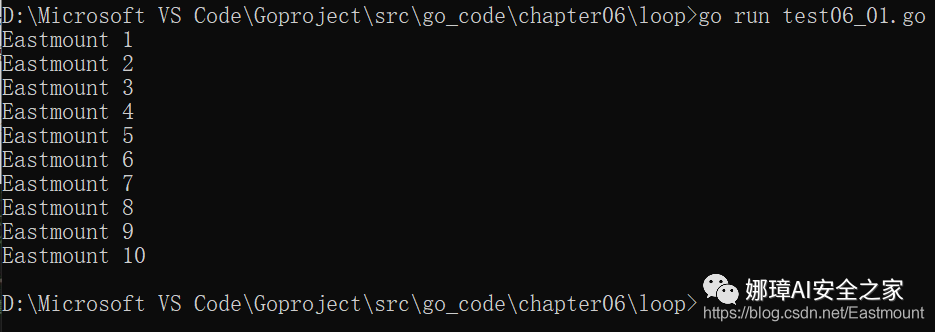 D:\Microsoft VS Code\Goproject\src\go_code\chapter06\loop>go run test06_01.go
Eastmount 1
Eastmount 2
Eastmount 3
Eastmount 4
Eastmount 5
Eastmount 6
Eastmount 7
Eastmount 8
Eastmount 9
Eastmount 10
D:\Microsoft VS Code\Goproject\src\go_code\chapter06\loop>
娜璋AI安全之家
https://blog.csdn.net/Eastmount